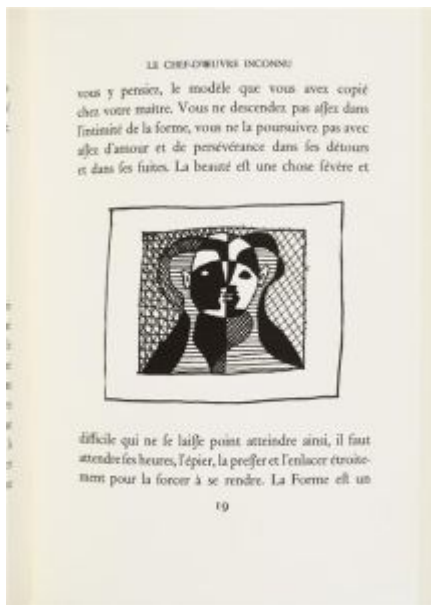 LE CHEF-D'ŒUVRE INCONNU
vous y pensiez, le modèle que vous avez copié
chez votre maître. Vous ne descendez pas aſſez dans
l'intimité de la forme, vous ne la pourſuivez pas avec
aſſez d'amour et de perſévérance dans ſes détours
et dans ſes fuites. La beauté eſt une choſe ſévère et
difficile qui ne ſe laiſſe point atteindre ainſi, il faut
attendre ſes heures, l'épier, la preſſer et l'enlacer étroite-
ment pour la forcer à se rendre. La Forme eſt un
19